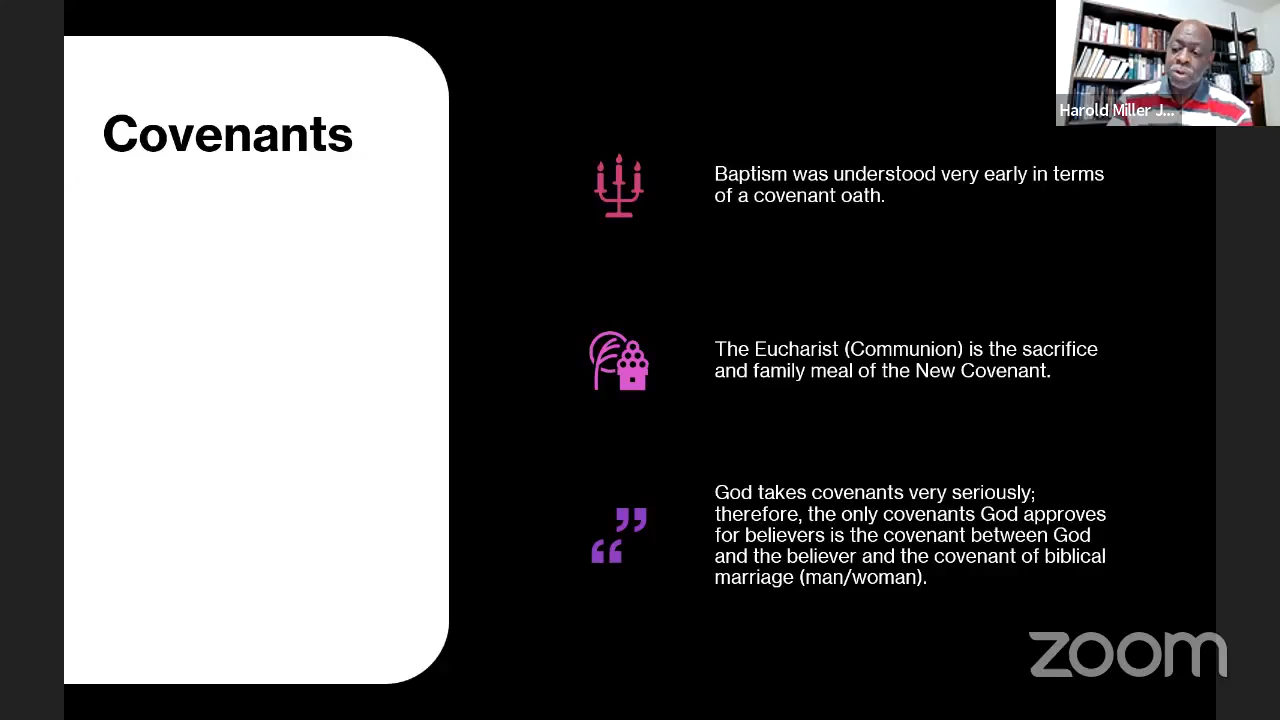 Covenants
Harold Miller J...
Baptism was understood very early in terms
of a covenant oath.
The Eucharist (Communion) is the sacrifice
and family meal of the New Covenant.
God takes covenants very seriously;
therefore, the only covenants God approves
for believers is the covenant between God
and the believer and the covenant of biblical
marriage (man/woman).
zoom